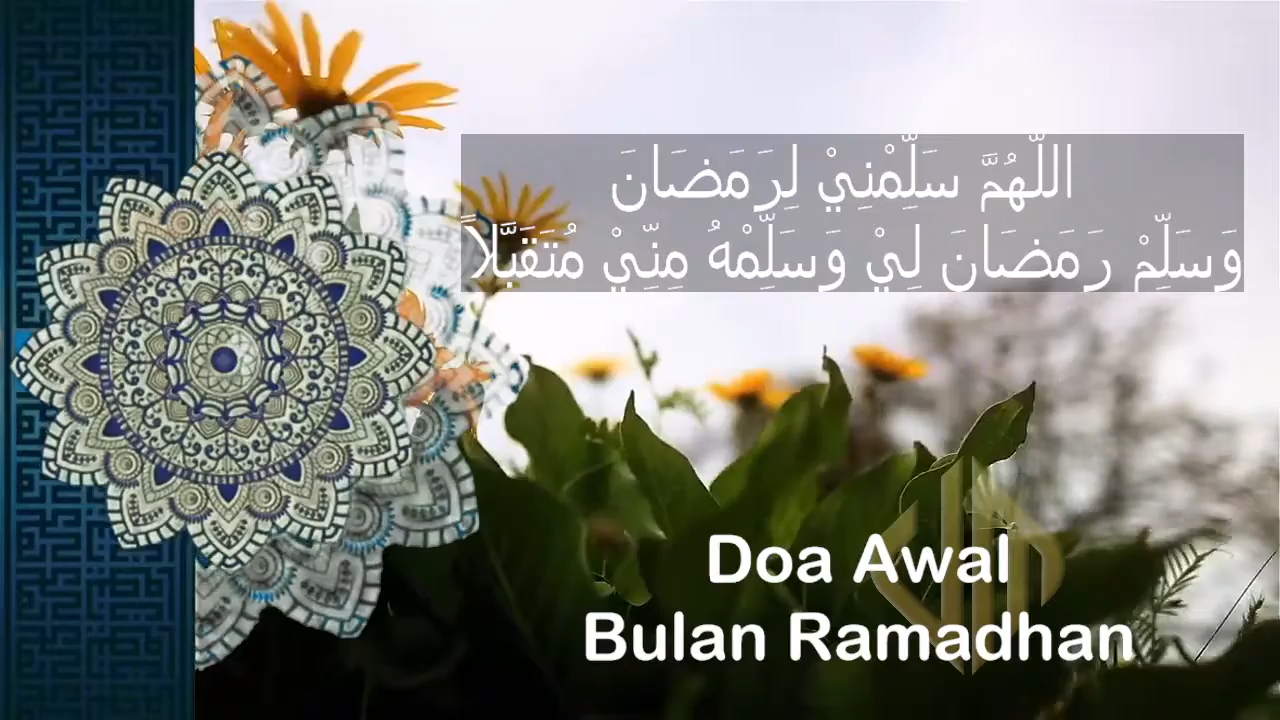 اللّٰهُمَّ سَلِّمْنِيْ لِرَمَضَانَ
وَسَلِّمْ رَمَضَانَ لِيْ وَسَلِّمْهُ مِنِّيْ مُتَقَبَّلاً
Doa Awal
Bulan Ramadhan